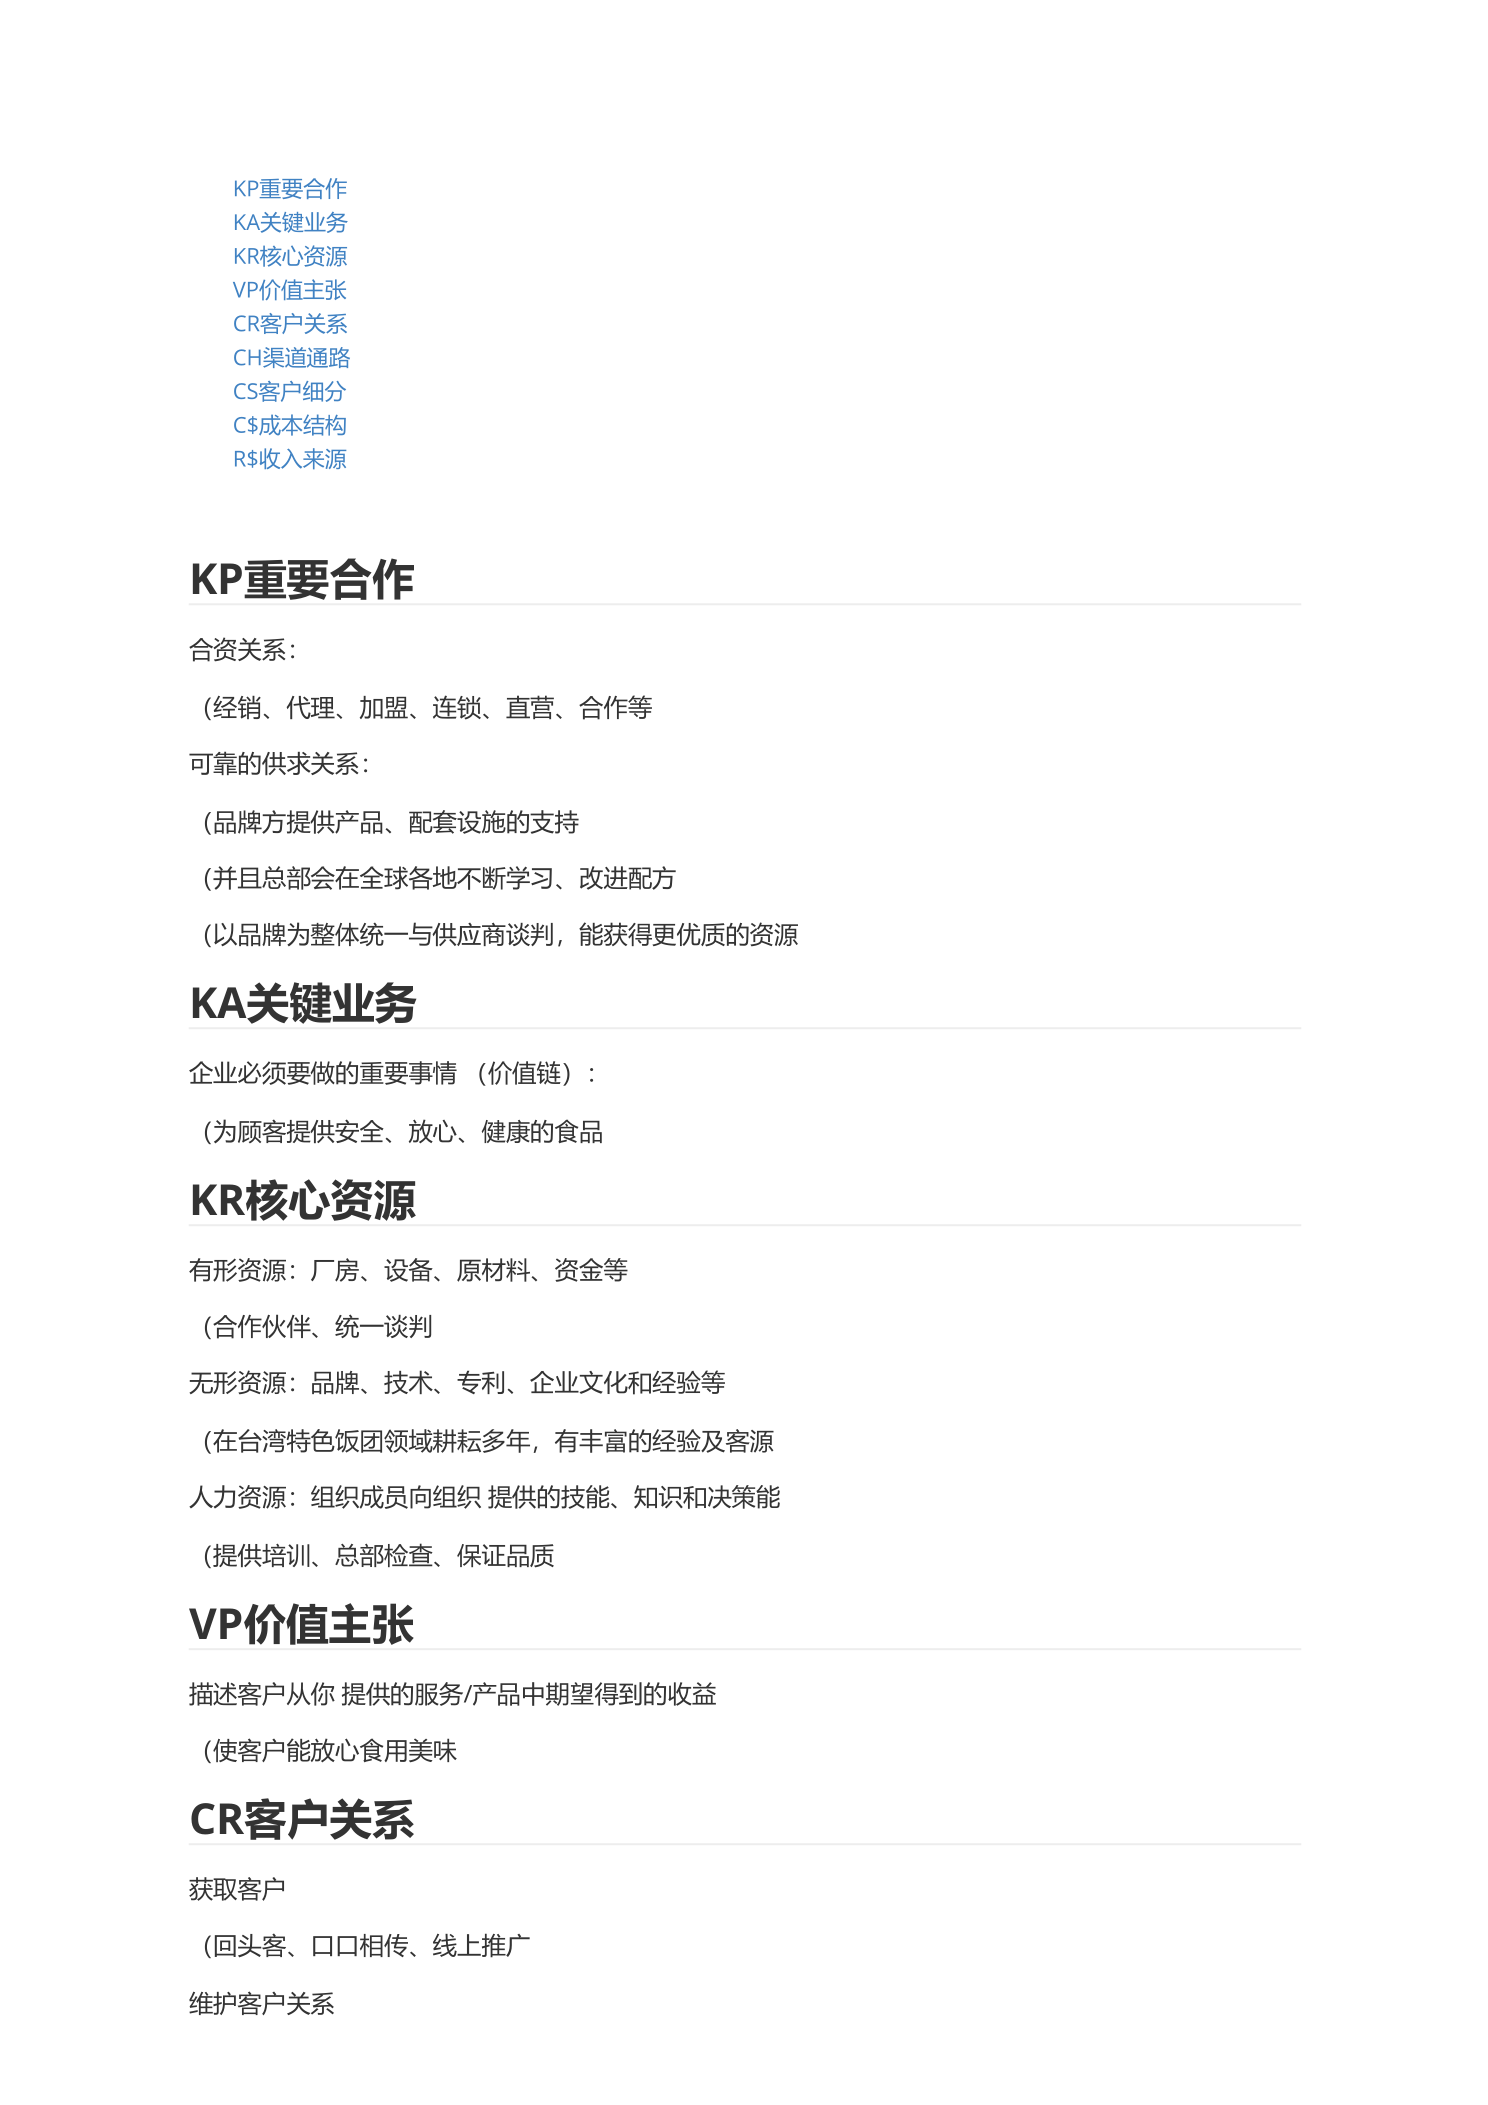 KP重要合作
KA关键业务
KR核心资源
VP价值主张
CR客户关系
CH渠道通路
CS客户细分
C$成本结构
R$收入来源
KP重要合作
合资关系：
（经销、代理、加盟、连锁、直营、合作等
可靠的供求关系：
（品牌方提供产品、配套设施的支持
（并且总部会在全球各地不断学习、改进配方
（以品牌为整体统一与供应商谈判，能获得更优质的资源
KA关键业务
企业必须要做的重要事情 （价值链）：
（为顾客提供安全、放心、健康的食品
KR核心资源
有形资源：厂房、设备、原材料、资金等
（合作伙伴、统一谈判
无形资源：品牌、技术、专利、企业文化和经验等
（在台湾特色饭团领域耕耘多年，有丰富的经验及客源
人力资源：组织成员向组织 提供的技能、知识和决策能
（提供培训、总部检查、保证品质
VP价值主张
描述客户从你 提供的服务/产品中期望得到的收益
（使客户能放心食用美味
CR客户关系
获取客户
（回头客、口口相传、线上推广
维护客户关系